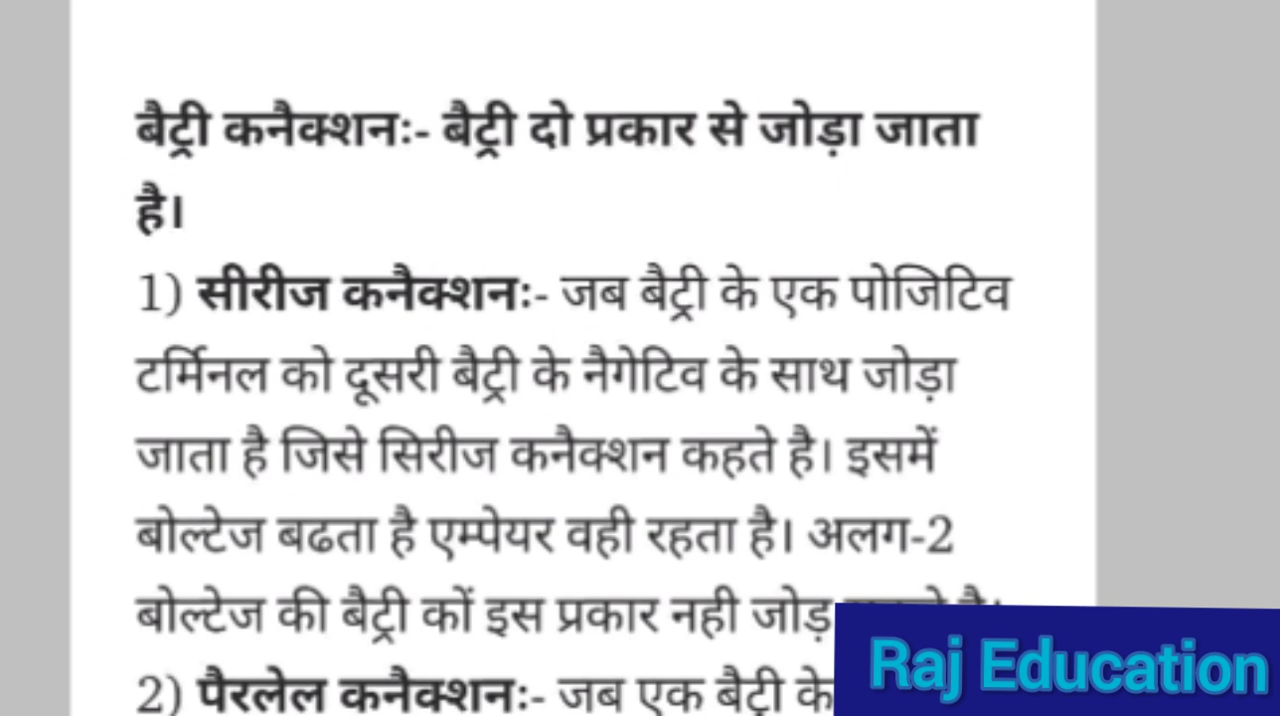 बैट्री कनैक्शनः- बैट्री दो प्रकार से जोड़ा जाता
है।
1) सीरीज कनैक्शनः- जब बैट्री के एक पोजिटिव
टर्मिनल को दूसरी बैट्री के नैगेटिव के साथ जोड़ा
जाता है जिसे सिरीज कनैक्शन कहते है। इसमें
बोल्टेज बढता है एम्पेयर वही रहता है। अलग-2
बोल्टेज की बैट्री कों इस प्रकार नही जोड़
2) पैरलेल कनैक्शनः- जब एक बैट्री के
Raj Education